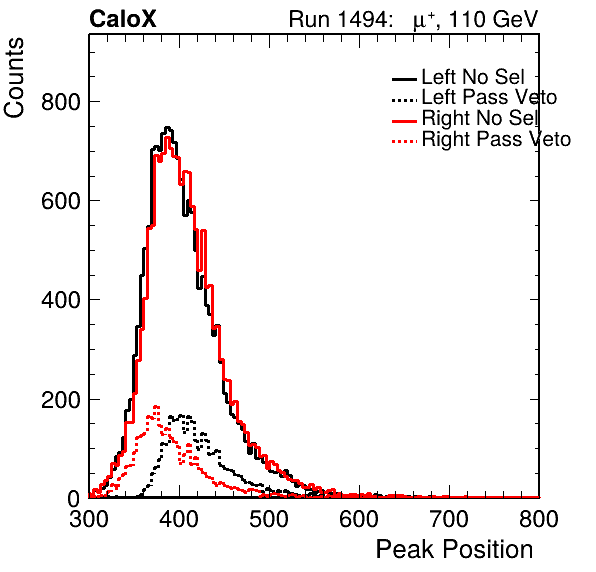 CaloX Run 1494: μ⁺, 110 GeV
Counts
Left No Sel
Left Pass Veto
Right No Sel
Right Pass Veto
800
600
400
200
0
300 400 500 600 700 800
Peak Position